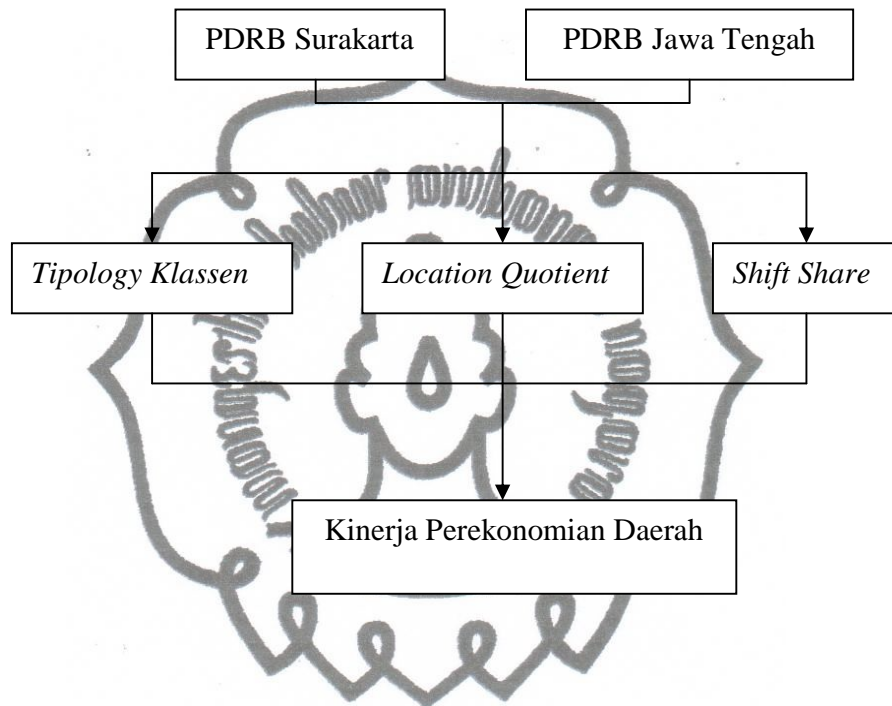 PDRB Surakarta
PDRB Jawa Tengah
Tipology Klassen
Location Quotient
Shift Share
Kinerja Perekonomian Daerah